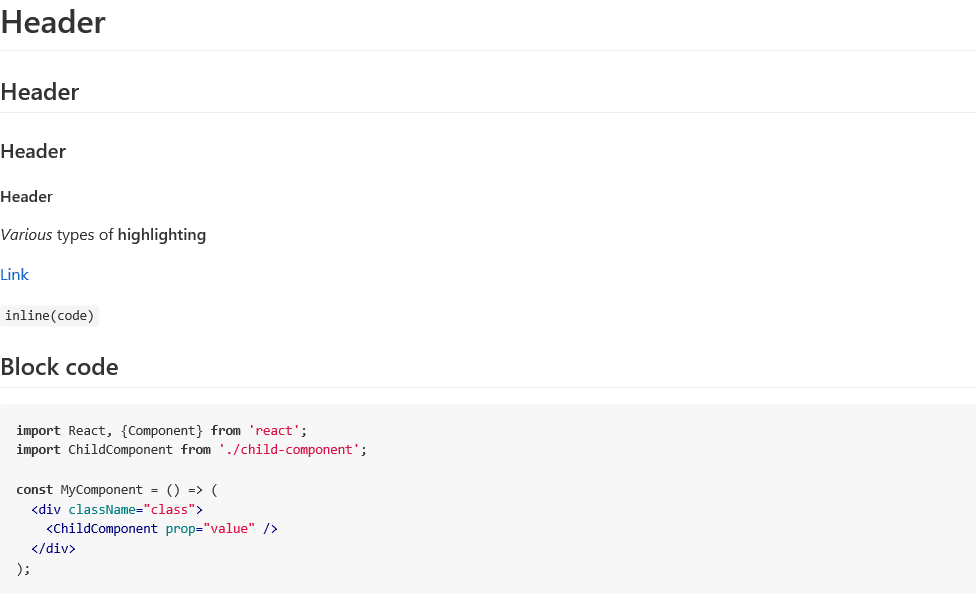 Header
Header
Header
Header
Various types of highlighting
Link
inline(code)
Block code
import React, {Component} from 'react';
import ChildComponent from './child-component';
const MyComponent = () => (
<div className="class">
<ChildComponent prop="value" />
</div>
);